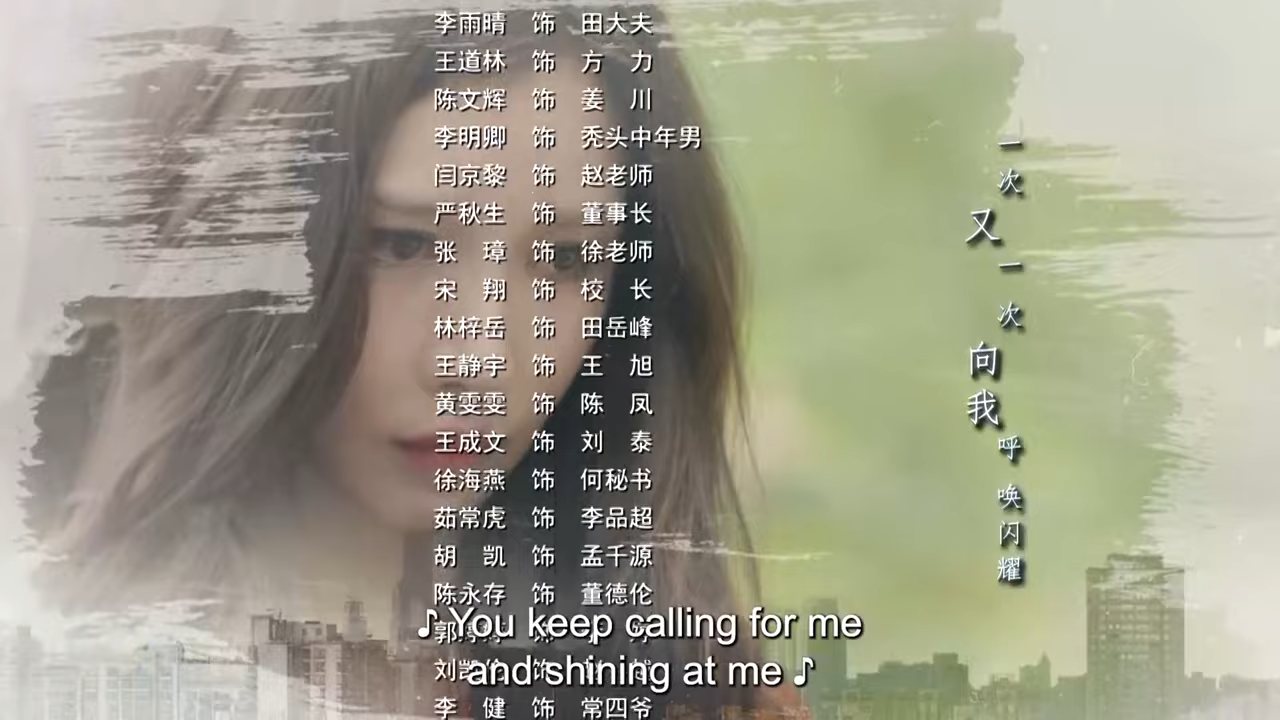 李雨晴 饰 田大夫
王道林 饰 方 力
陈文辉 饰 姜 川
李明卿 饰 秃头中年男
闫京黎 饰 赵老师
严秋生 饰 董事长
张 璋 饰 徐老师
宋 翔 饰 校 长
林梓岳 饰 田岳峰
王静宇 饰 王 旭
黄雯雯 饰 陈 凤
王成文 饰 刘 泰
徐海燕 饰 何秘书
茹常虎 饰 李品超
胡 凯 饰 孟千源
陈永存 饰 董德伦
郭 饰
刘凯 饰
李 健 饰 常四爷
一次又一次向我呼唤闪耀
♪ You keep calling for me
and shining at me ♪